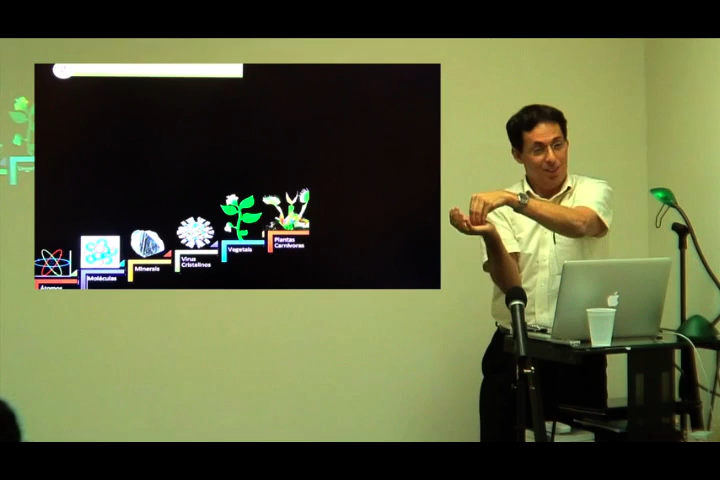 Átomos
Moléculas
Minerais
Vírus
Cristalinos
Vegetais
Plantas
Carnívoras